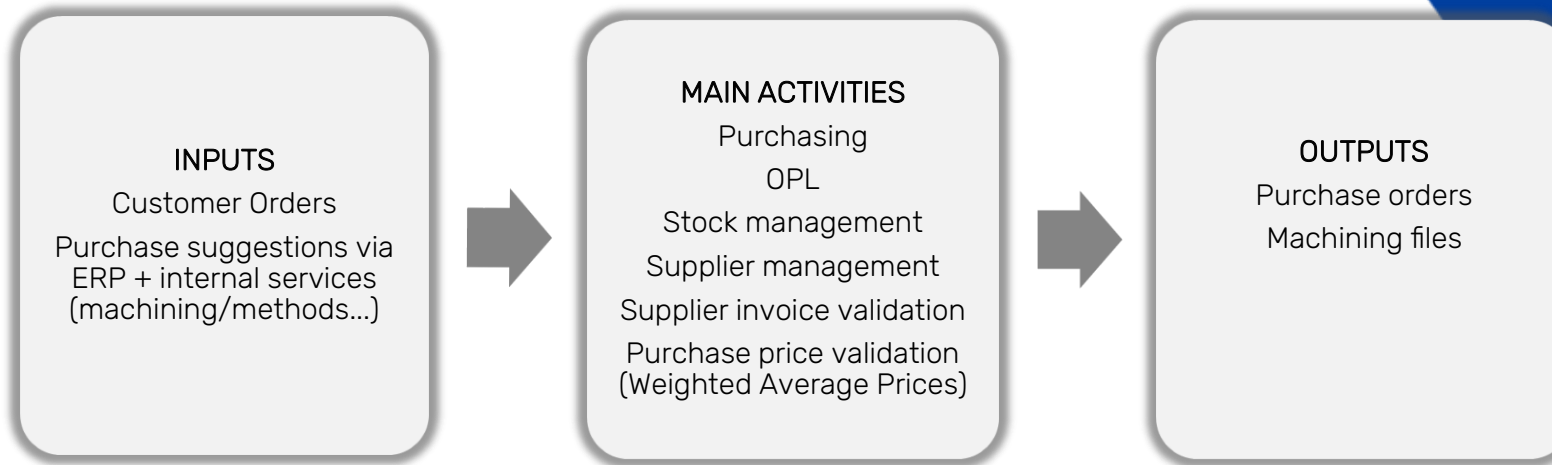 INPUTS
Customer Orders
Purchase suggestions via
ERP + internal services
(machining/methods...)
MAIN ACTIVITIES
Purchasing
OPL
Stock management
Supplier management
Supplier invoice validation
Purchase price validation
(Weighted Average Prices)
OUTPUTS
Purchase orders
Machining files